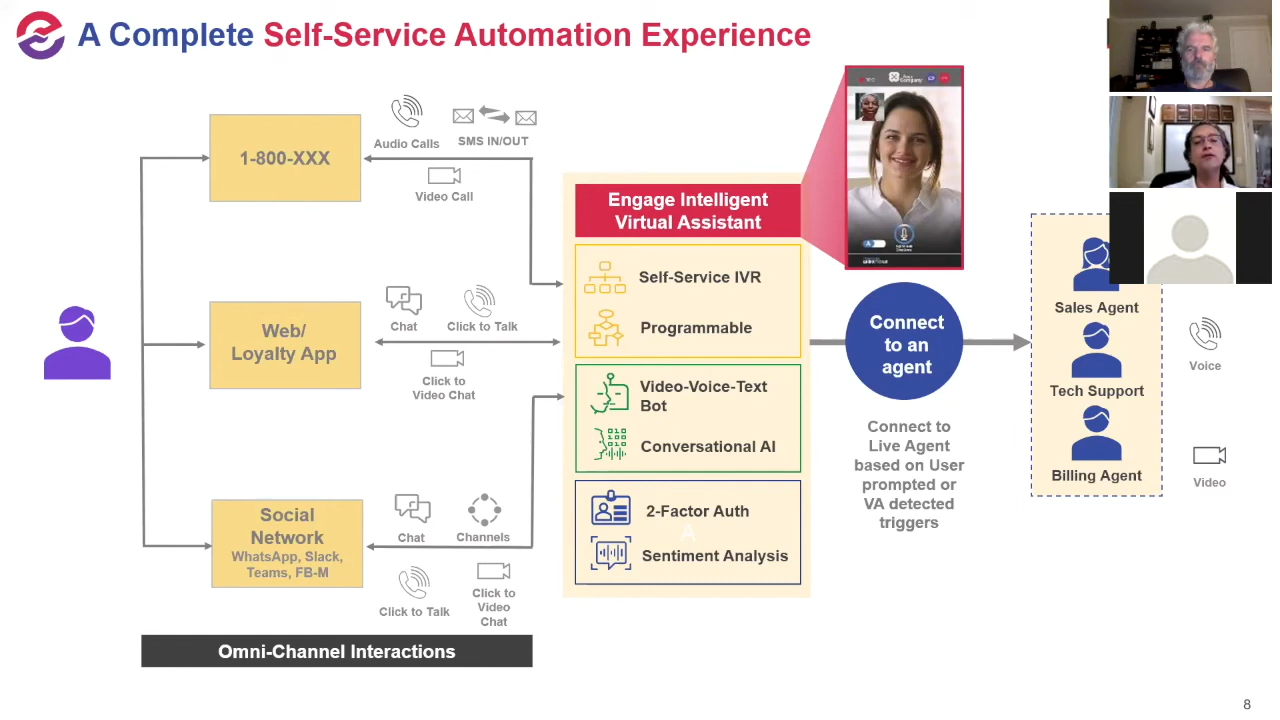 A Complete Self-Service Automation Experience
1-800-XXX
Audio Calls
SMS IN/OUT
Video Call
Web/
Loyalty App
Chat
Click to Talk
Click to
Video Chat
Social
Network
WhatsApp, Slack,
Teams, FB-M
Chat
Channels
Click to Talk
Click to
Video
Chat
Omni-Channel Interactions
Engage Intelligent
Virtual Assistant
Self-Service IVR
Programmable
Video-Voice-Text
Bot
Conversational AI
2-Factor Auth
A
Sentiment Analysis
Company
A
Connect
to an
agent
Connect to
Live Agent
based on User
prompted or
VA detected
triggers
Sales Agent
Tech Support
Billing Agent
Voice
Video
8